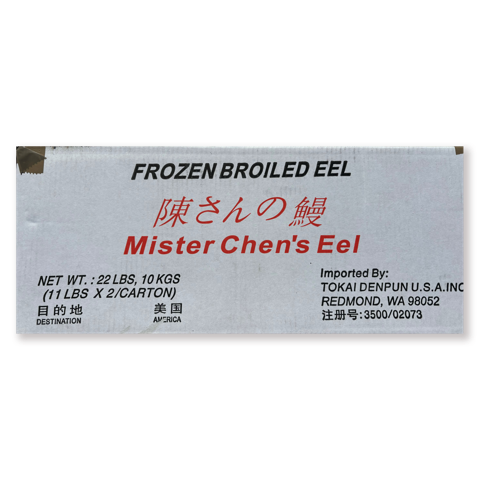 FROZEN BROILED EEL
陳さんの鰻
Mister Chen's Eel
NET WT. : 22 LBS, 10 KGS
(11 LBS X 2/CARTON)
目的地 美国
DESTINATION AMERICA
Imported By:
TOKAI DENPUN U.S.A.INC
REDMOND, WA 98052
注册号:3500/02073